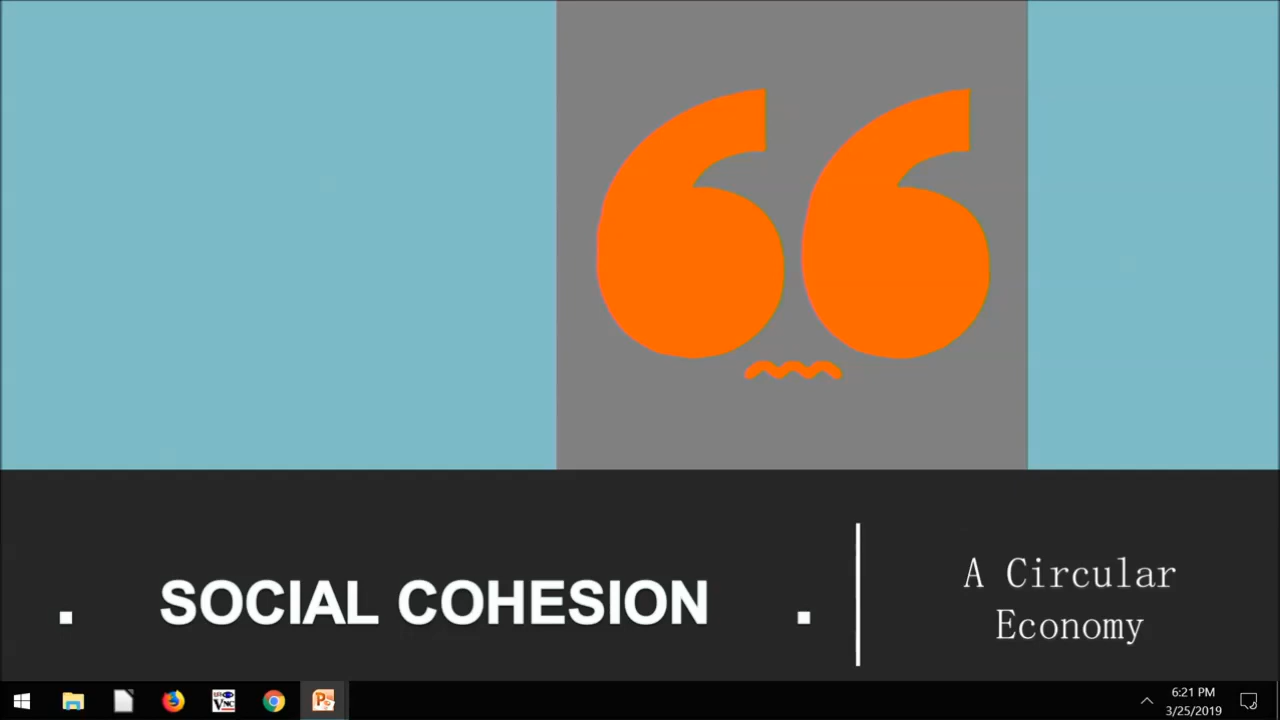 . SOCIAL COHESION .
A Circular
Economy
6:21 PM
3/25/2019